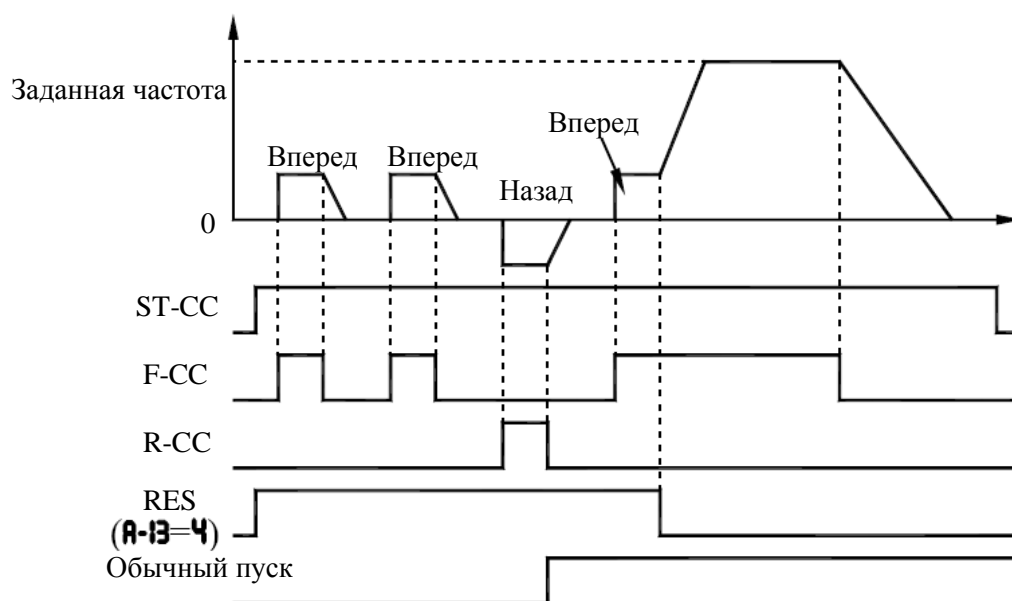 Заданная частота
Вперед
Вперед
Назад
Вперед
0
ST-CC
F-CC
R-CC
RES
(A-13=4)
Обычный пуск